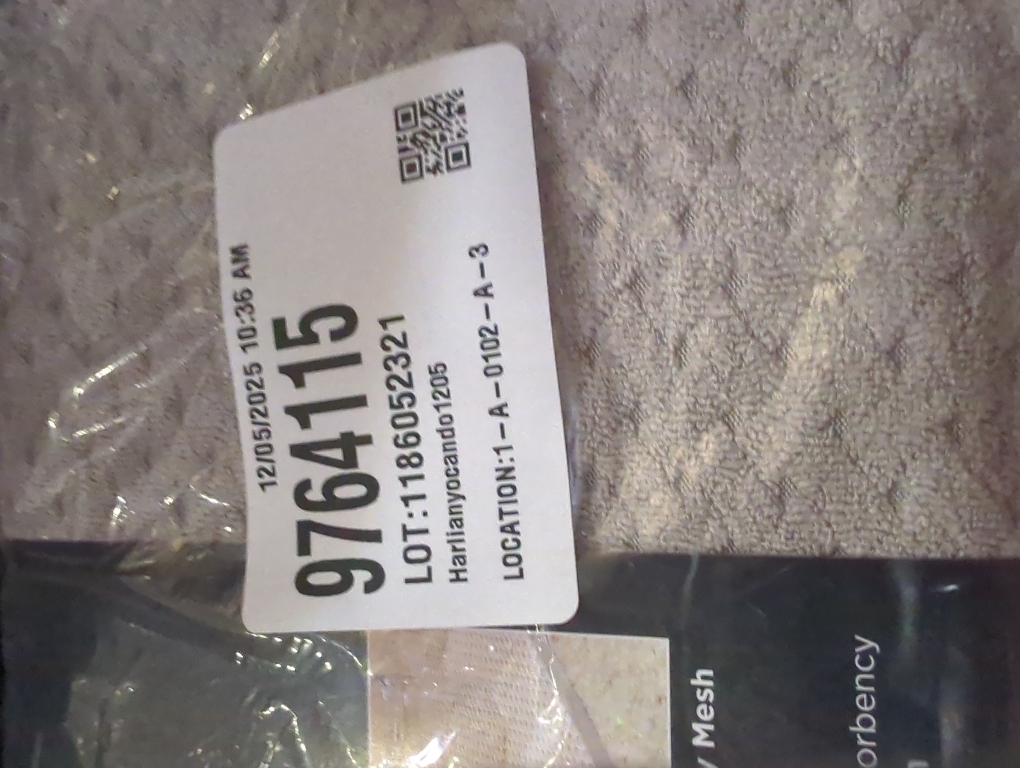 12/05/2025 10:36 AM
9764115
LOT:1186052321
Harlianyocando1205
LOCATION:1-A-0102-A-3
Mesh
orbency